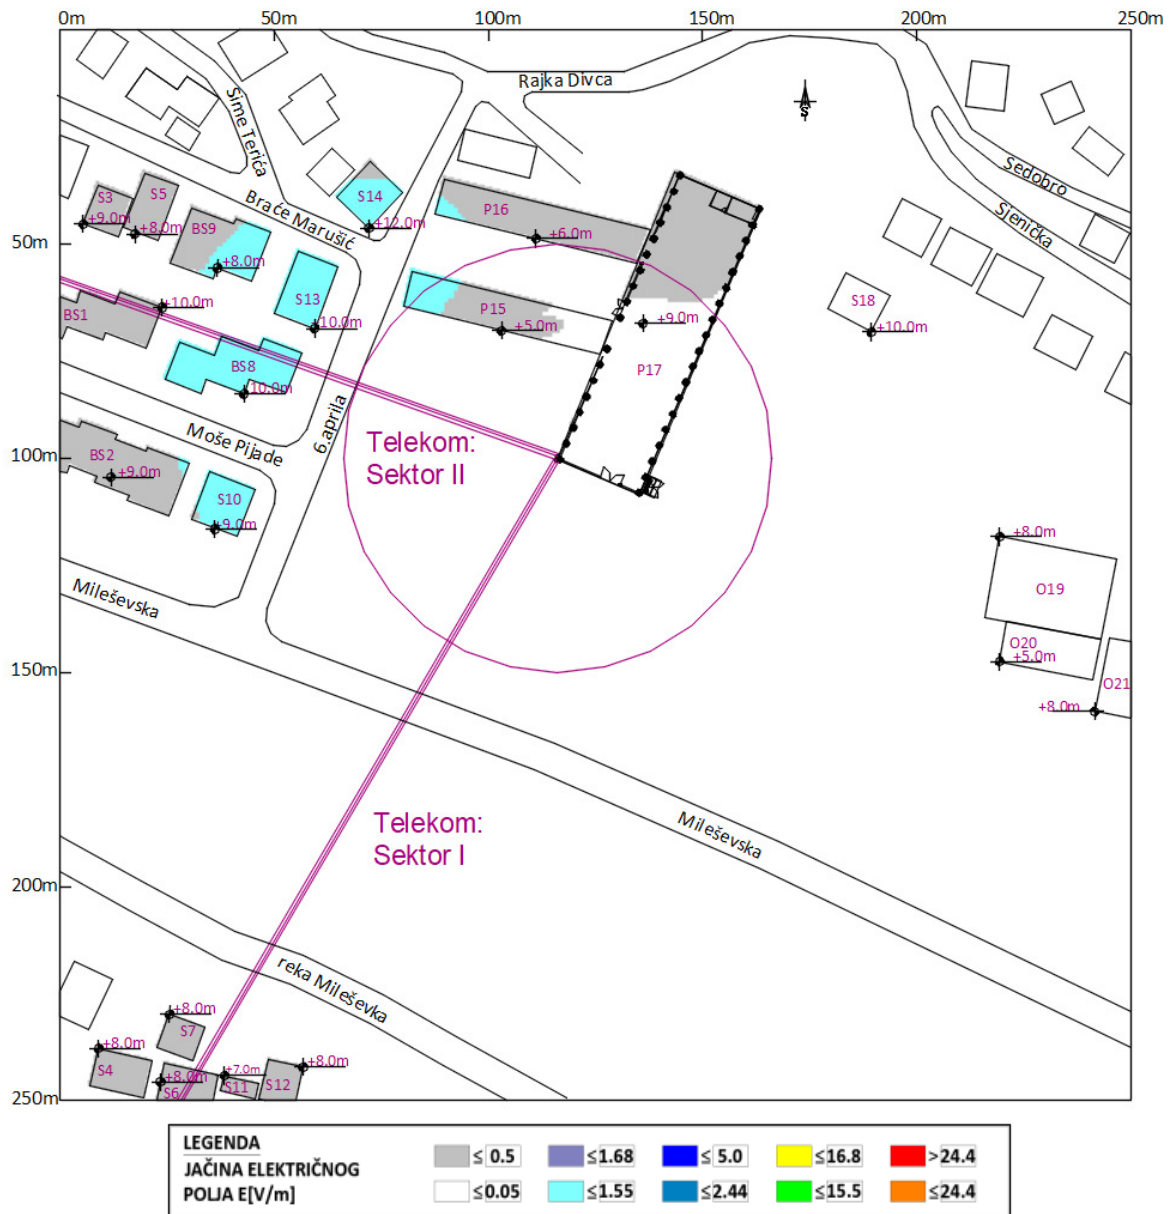 0m
50m
100m
150m
200m
250m
Rajka Divca
Sime Terića
S
Sedobro
Sjenička
S3
+9.0m
S5
+8.0m
BS9
+8.0m
Braće Marušić
S14
+12.0m
P16
+6.0m
50m
S13
10.0m
BS1
+10.0m
P15
+5.0m
+9.0m
P17
S18
+10.0m
BS8
10.0m
6.aprila
Moše Pijade
100m
BS2
+9.0m
S10
+9.0m
Telekom:
Sektor II
+8.0m
O19
O20
+5.0m
O21
+8.0m
Mileševska
150m
Telekom:
Sektor I
Mileševska
200m
reka Mileševka
+8.0m
S7
+8.0m
S4
+8.0m
S6
+7.0m
S11
+8.0m
S12
250m
LEGENDA
JAČINA ELEKTRIČNOG
POLJA E[V/m]
≤ 0.5
≤1.68
≤ 5.0
≤16.8
>24.4
≤0.05
≤1.55
≤2.44
≤15.5
≤24.4